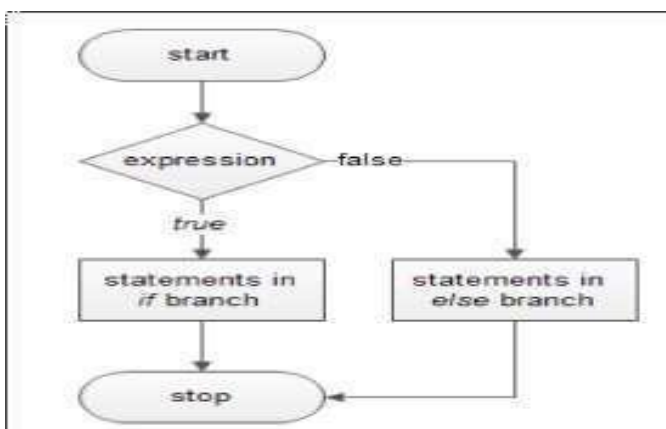 start
expression
false
true
statements in
if branch
statements in
else branch
stop